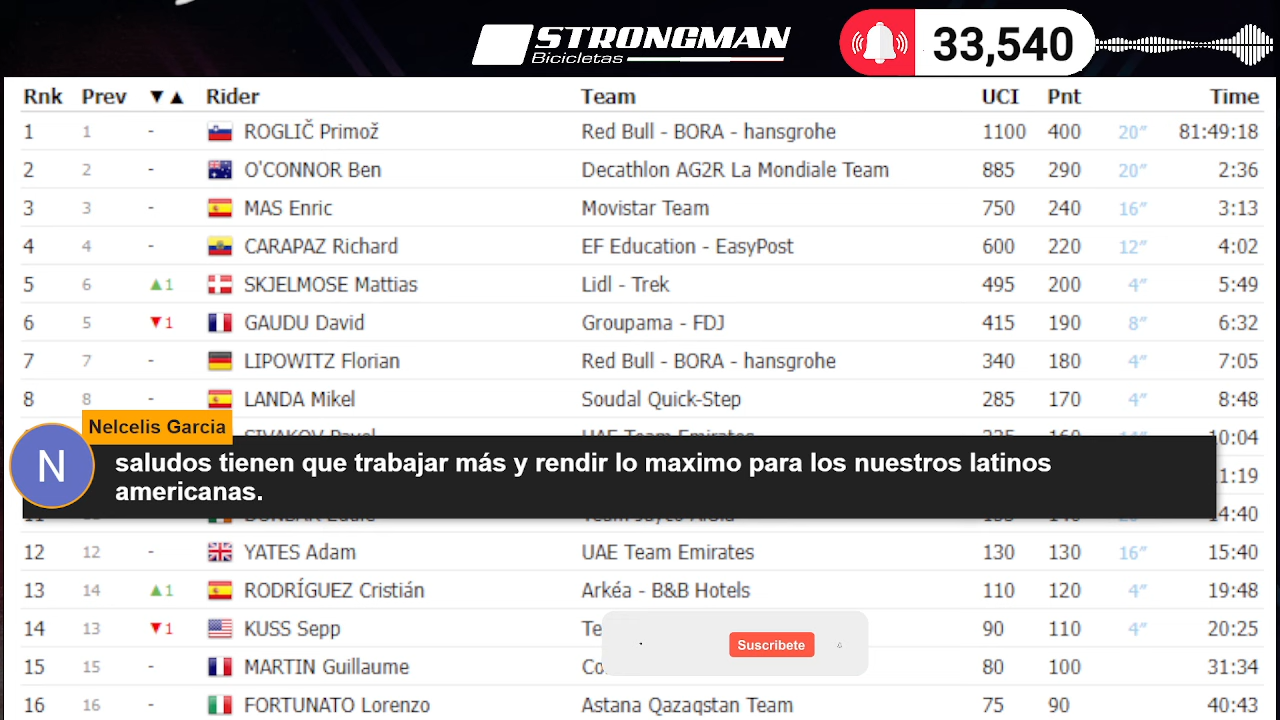 STRONGMAN
Bicicletas
33,540
Rnk Prev ▼▲ Rider Team UCI Pnt Time
1 1 - ROGLIČ Primož Red Bull - BORA - hansgrohe 1100 400 20″ 81:49:18
2 2 - O'CONNOR Ben Decathlon AG2R La Mondiale Team 885 290 20″ 2:36
3 3 - MAS Enric Movistar Team 750 240 16″ 3:13
4 4 - CARAPAZ Richard EF Education - EasyPost 600 220 12″ 4:02
5 6 ▲1 SKJELMOSE Mattias Lidl - Trek 495 200 4″ 5:49
6 5 ▼1 GAUDU David Groupama - FDJ 415 190 8″ 6:32
7 7 - LIPOWITZ Florian Red Bull - BORA - hansgrohe 340 180 4″ 7:05
8 8 - LANDA Mikel Soudal Quick-Step 285 170 4″ 8:48
Nelcelis Garcia
10:04
N
saludos tienen que trabajar más y rendir lo maximo para los nuestros latinos
americanas.
12 12 - YATES Adam UAE Team Emirates 130 130 16″ 15:40
13 14 ▲1 RODRÍGUEZ Cristián Arkéa - B&B Hotels 110 120 4″ 19:48
14 13 ▼1 KUSS Sepp 90 110 4″ 20:25
Suscribete
15 15 - MARTIN Guillaume 80 100 31:34
16 16 - FORTUNATO Lorenzo Astana Qazaqstan Team 75 90 40:43